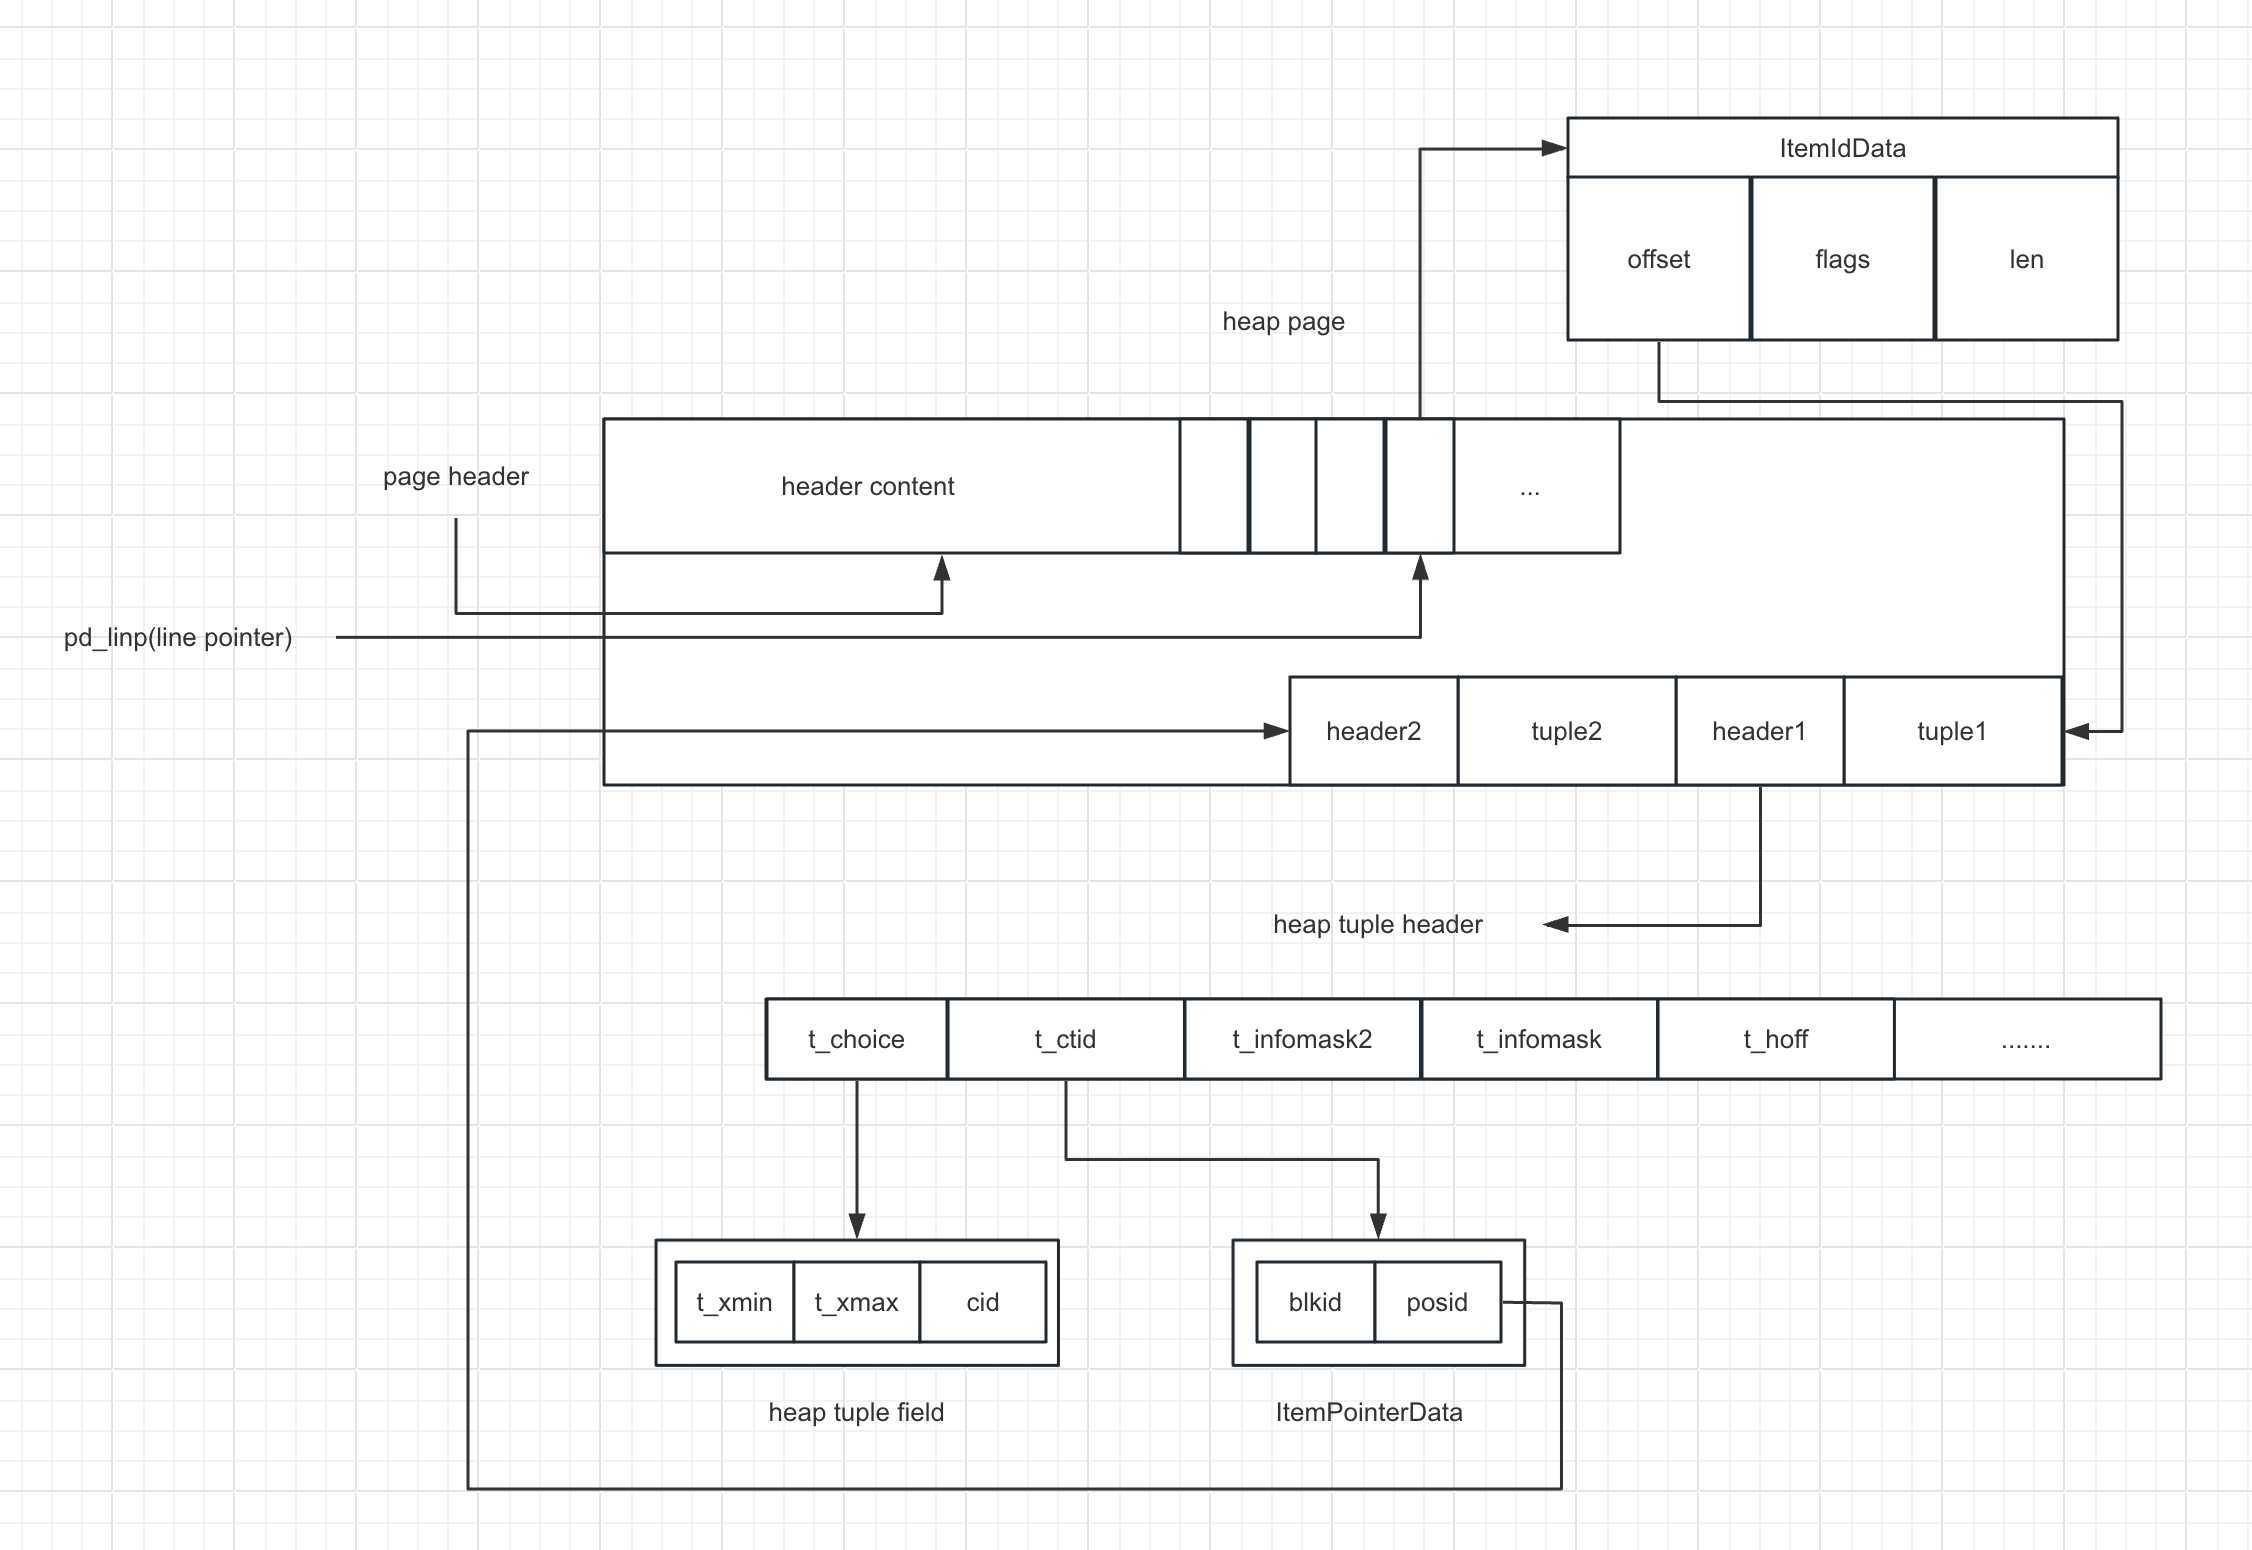 ItemIdData
offset flags len
heap page
page header
header content ...
pd_linp(line pointer)
header2 tuple2 header1 tuple1
heap tuple header
t_choice t_ctid t_infomask2 t_infomask t_hoff .......
t_xmin t_xmax cid blkid posid
heap tuple field ItemPointerData